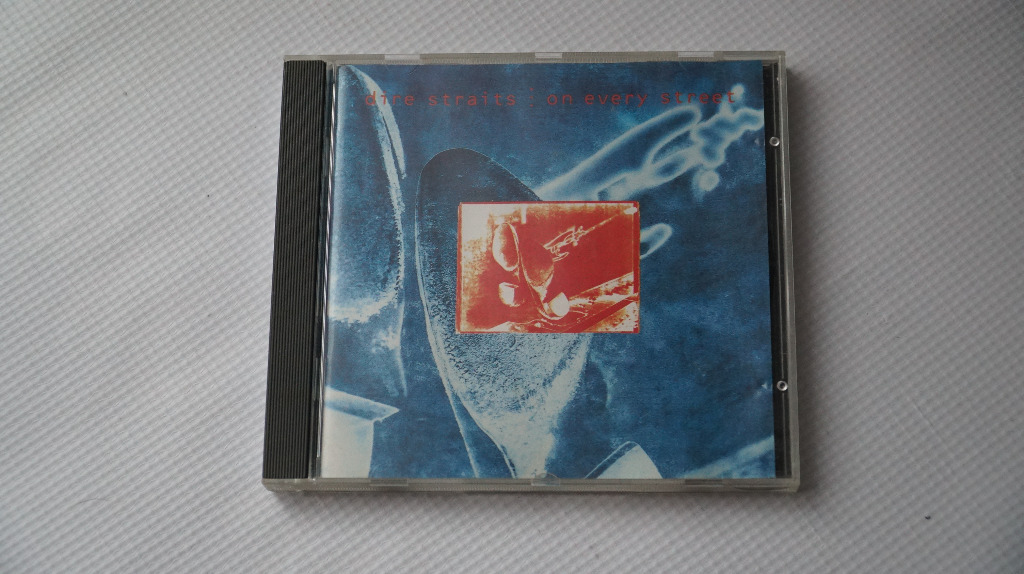 dire straits | on every street